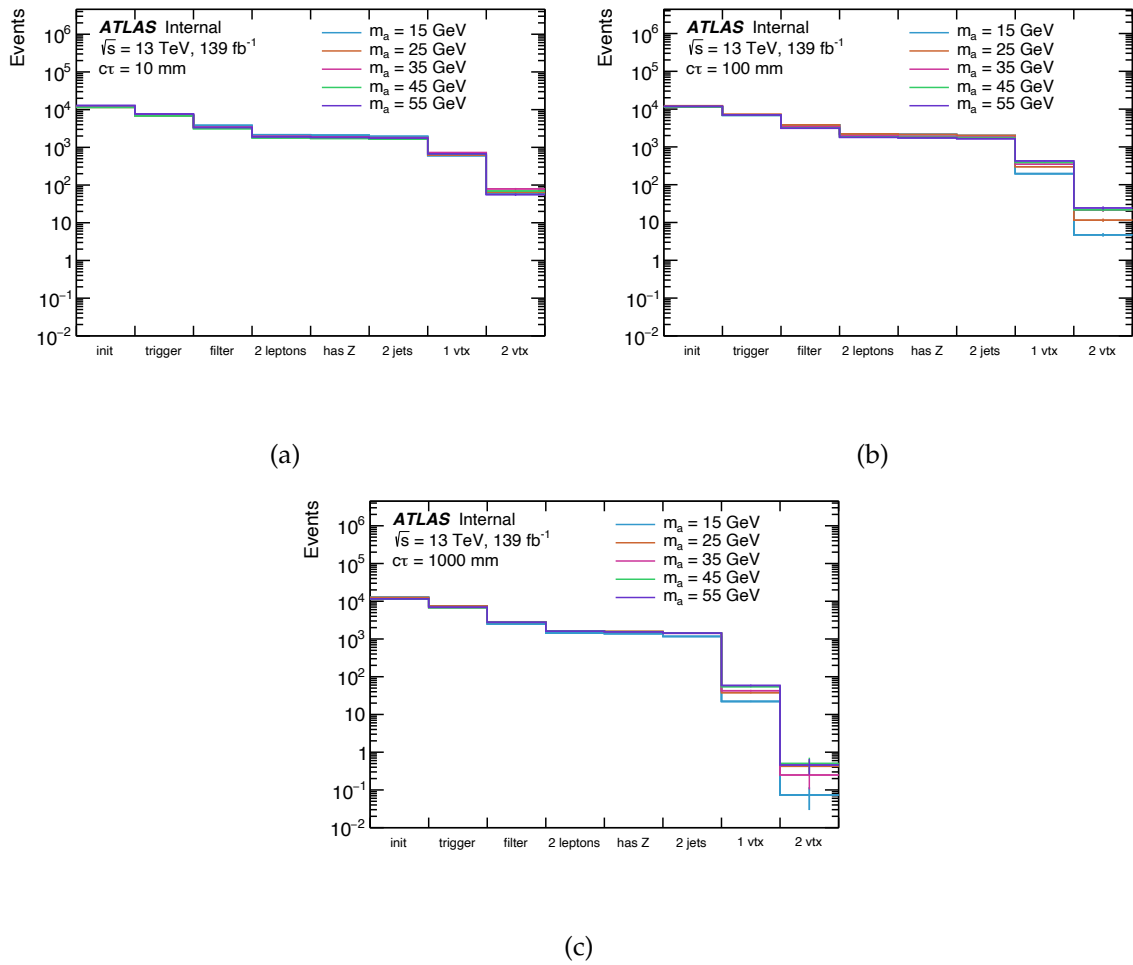 Events
10⁶
10⁵
10⁴
10³
10²
10
1
10⁻¹
10⁻²
ATLAS Internal
√s = 13 TeV, 139 fb⁻¹
cτ = 10 mm
mₐ = 15 GeV
mₐ = 25 GeV
mₐ = 35 GeV
mₐ = 45 GeV
mₐ = 55 GeV
init trigger filter 2 leptons has Z 2 jets 1 vtx 2 vtx
(a)
Events
10⁶
10⁵
10⁴
10³
10²
10
1
10⁻¹
10⁻²
ATLAS Internal
√s = 13 TeV, 139 fb⁻¹
cτ = 100 mm
mₐ = 15 GeV
mₐ = 25 GeV
mₐ = 35 GeV
mₐ = 45 GeV
mₐ = 55 GeV
init trigger filter 2 leptons has Z 2 jets 1 vtx 2 vtx
(b)
Events
10⁶
10⁵
10⁴
10³
10²
10
1
10⁻¹
10⁻²
ATLAS Internal
√s = 13 TeV, 139 fb⁻¹
cτ = 1000 mm
mₐ = 15 GeV
mₐ = 25 GeV
mₐ = 35 GeV
mₐ = 45 GeV
mₐ = 55 GeV
init trigger filter 2 leptons has Z 2 jets 1 vtx 2 vtx
(c)